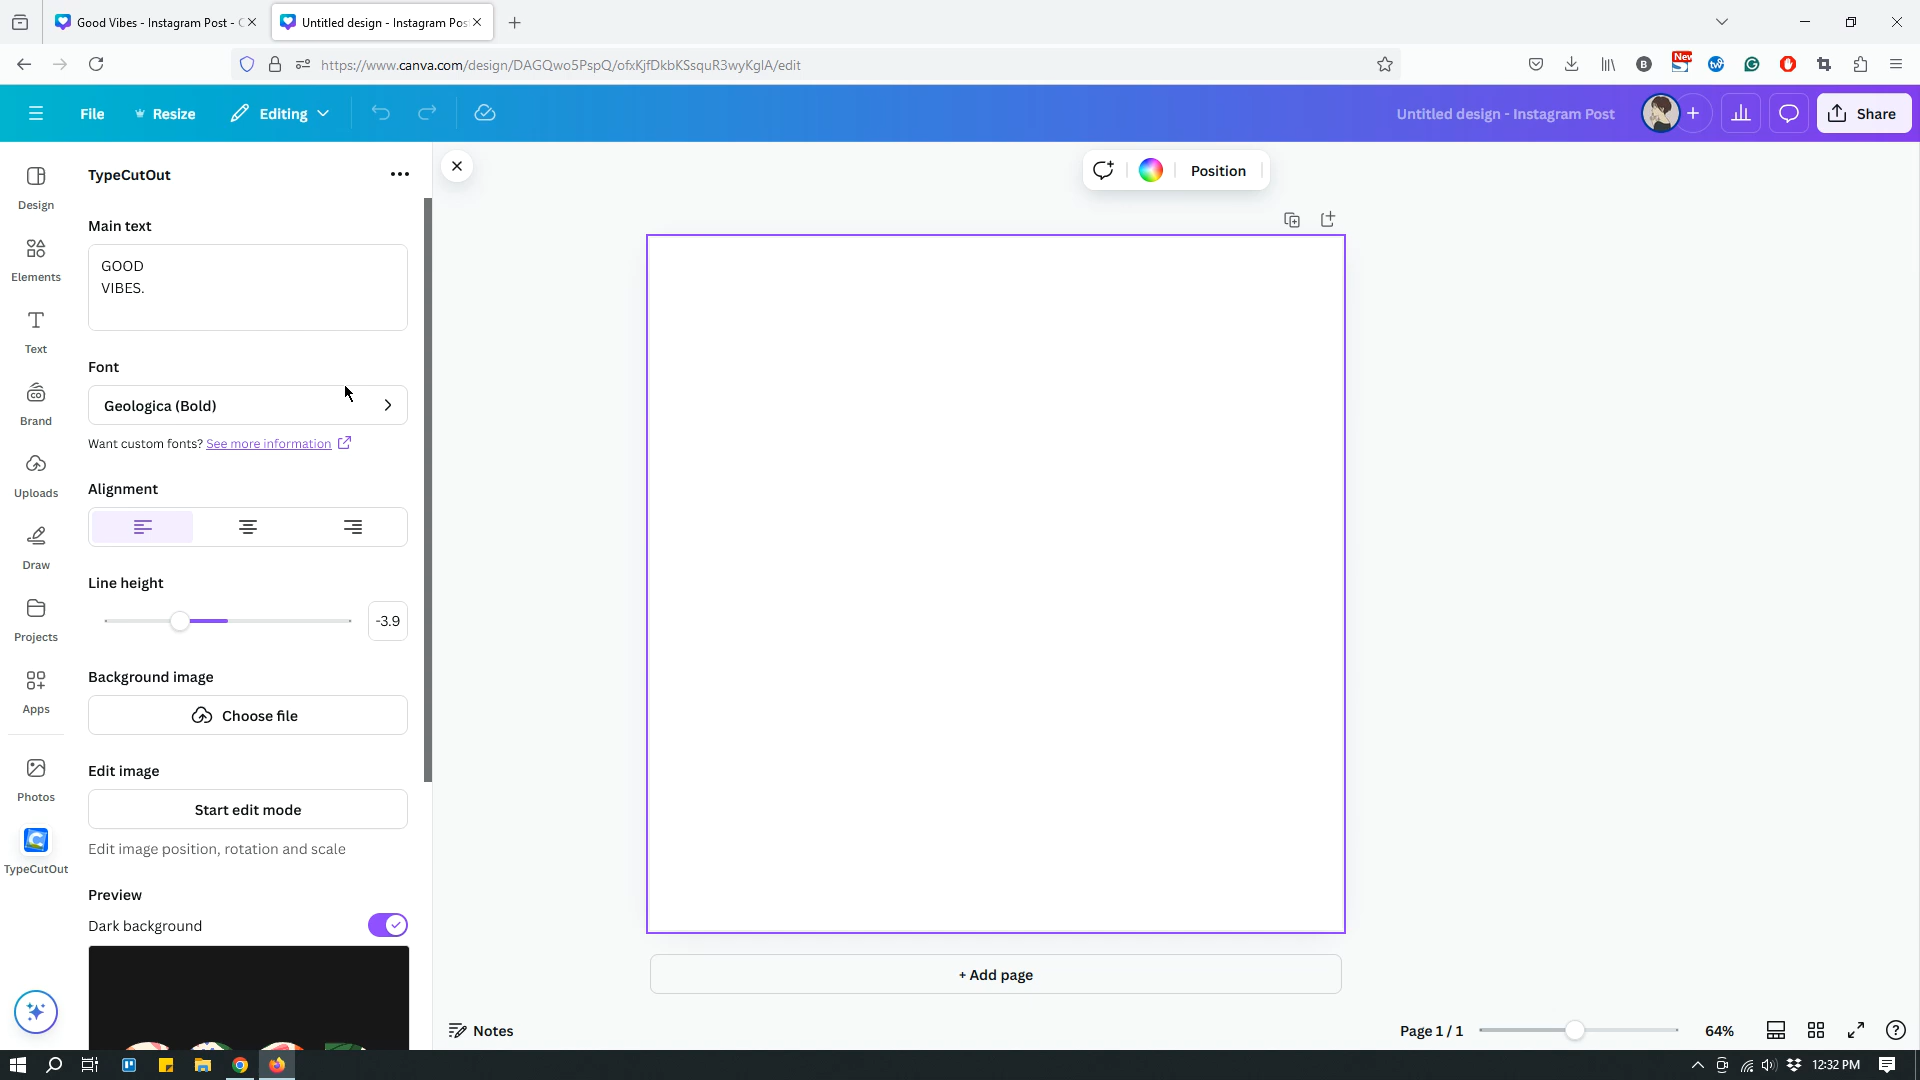 Good Vibes - Instagram Post - C
Untitled design - Instagram Pos
https://www.canva.com/design/DAGQwo5PspQ/ofxKjfDkbKSsquR3wyKglA/edit
New
File
Resize
Editing
Untitled design - Instagram Post
Share
Design
Elements
Text
Brand
Uploads
Draw
Projects
Apps
Photos
TypeCutOut
TypeCutOut
Main text
GOOD
VIBES.
Font
Geologica (Bold)
Want custom fonts? See more information
Alignment
Line height
-3.9
Background image
Choose file
Edit image
Start edit mode
Edit image position, rotation and scale
Preview
Dark background
Position
+ Add page
Notes
Page 1 / 1
64%
12:32 PM